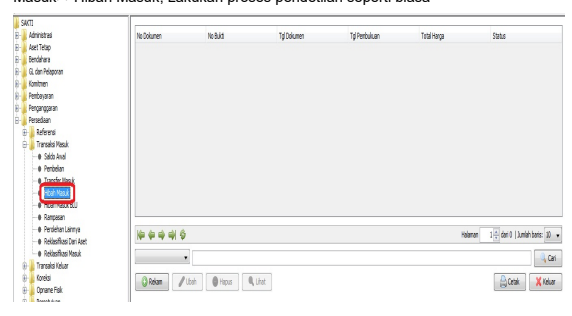 Masuk - Hibah Masuk, Lakukan proses pendetilan seperti biasa
SAKTI
Administrasi
Aset Tetap
Bendahara
GL dan Pelaporan
Komitmen
Pembayaran
Penganggaran
Persediaan
Referensi
Transaksi Masuk
Saldo Awal
Pembelian
Transfer Masuk
Hibah Masuk
Hibah Masuk
Rampasan
Perolehan Lainnya
Reklasifikasi Dari Aset
Reklasifikasi Masuk
Transaksi Keluar
Koreksi
Opname Fisik
No Dokumen No Bukti Tgl Dokumen Tgl Pembukuan Total Harga Status
Halaman 1 dari 0 | Jumlah baris: 10
Cari
Rekam Ubah Hapus Lihat Cetak Keluar